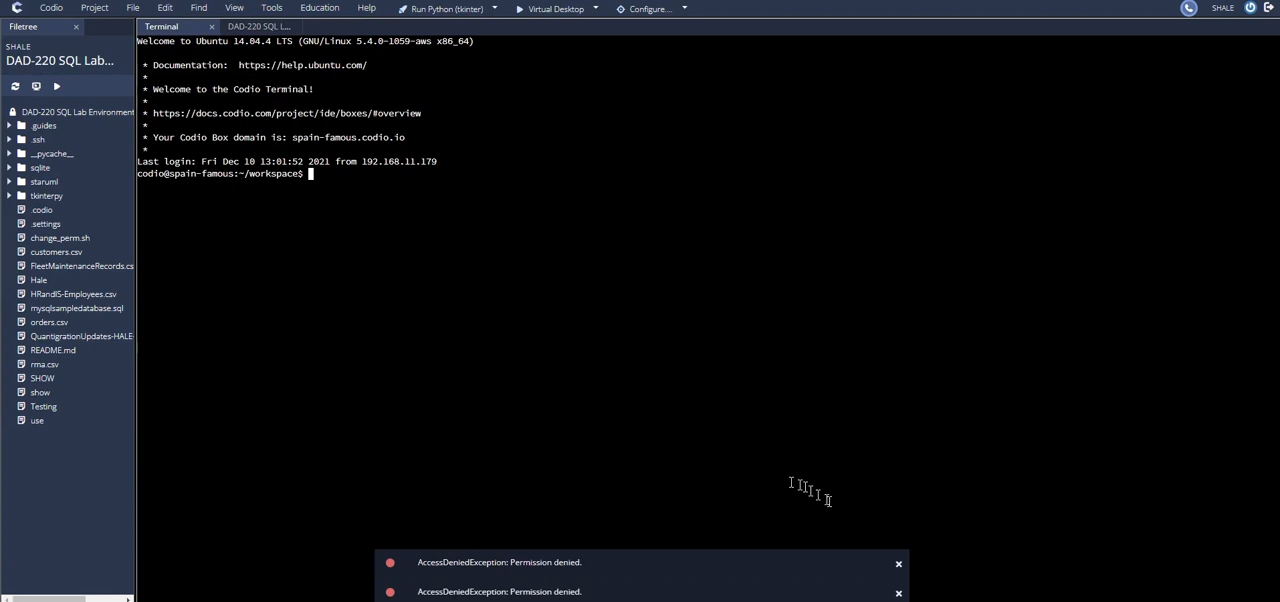 Codio Project File Edit Find View Tools Education Help Run Python (tkinter) Virtual Desktop Configure... SHALE
Filetree × Terminal × DAD-220 SQL L...
SHALE
DAD-220 SQL Lab...
DAD-220 SQL Lab Environment
.guides
.ssh
__pycache__
sqlite
staruml
tkinterpy
.codio
.settings
change_perm.sh
customers.csv
FleetMaintenanceRecords.cs
Hale
HRandIS-Employees.csv
mysqlsampledatabase.sql
orders.csv
QuantigrationUpdates-HALE-
README.md
rma.csv
SHOW
show
Testing
use
Welcome to Ubuntu 14.04.4 LTS (GNU/Linux 5.4.0-1059-aws x86_64)
* Documentation:  https://help.ubuntu.com/
*
* Welcome to the Codio Terminal!
*
* https://docs.codio.com/project/ide/boxes/#overview
*
* Your Codio Box domain is: spain-famous.codio.io
*
Last login: Fri Dec 10 13:01:52 2021 from 192.168.11.179
codio@spain-famous:~/workspace$
AccessDeniedException: Permission denied. ×
AccessDeniedException: Permission denied. ×